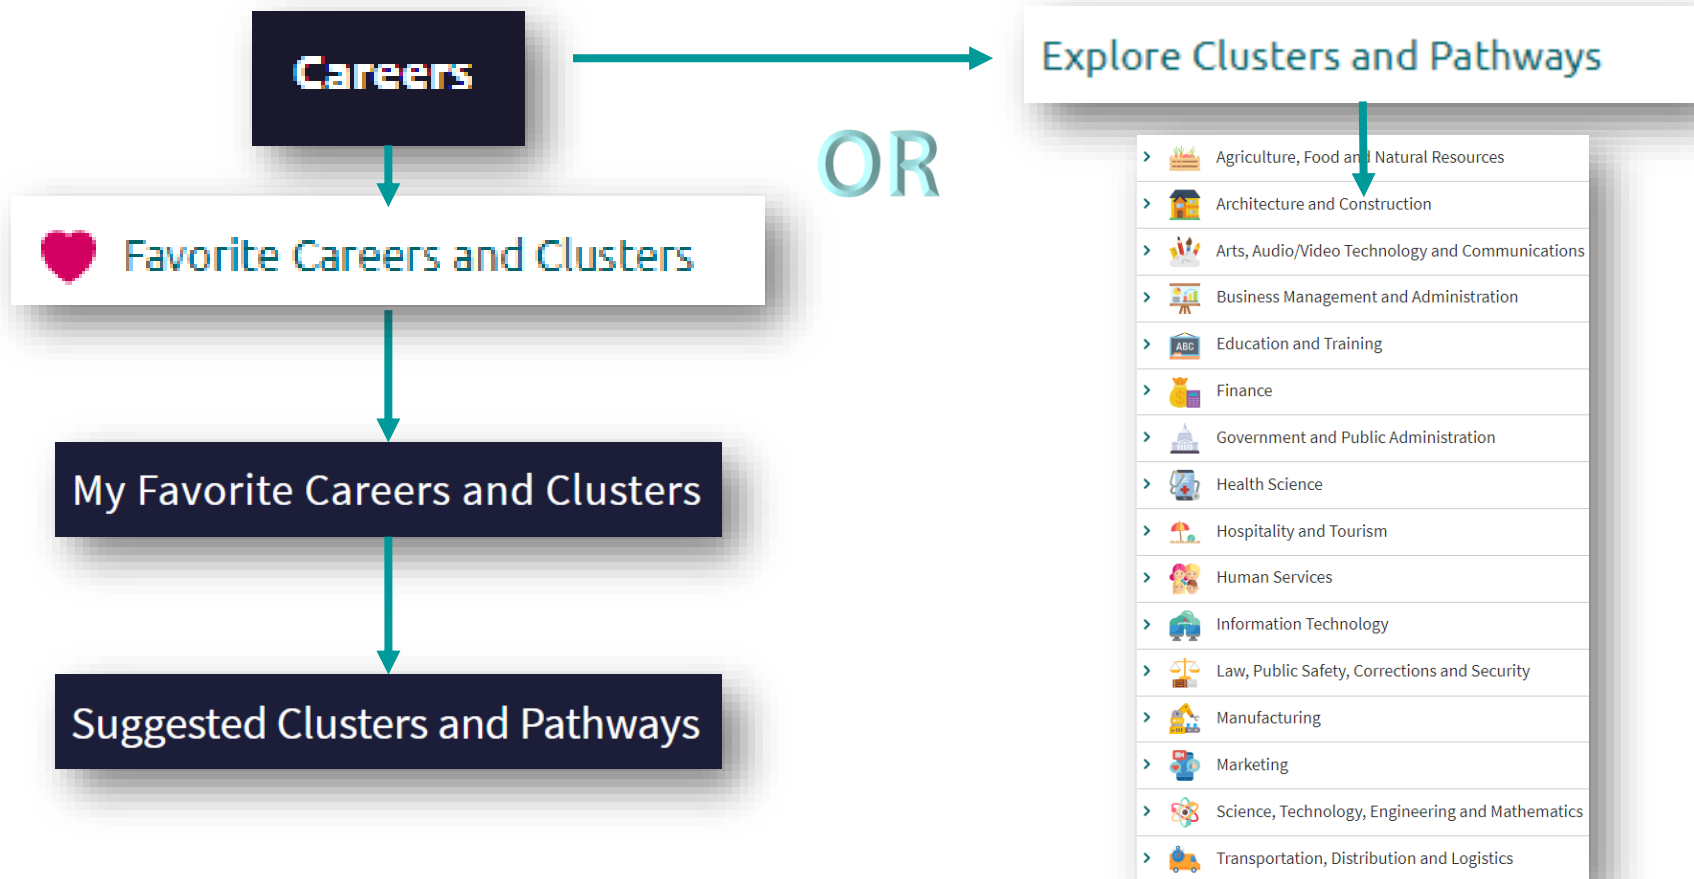 Careers
Explore Clusters and Pathways
OR
Favorite Careers and Clusters
My Favorite Careers and Clusters
Suggested Clusters and Pathways
Agriculture, Food and Natural Resources
Architecture and Construction
Arts, Audio/Video Technology and Communications
Business Management and Administration
ABC
Education and Training
Finance
Government and Public Administration
Health Science
Hospitality and Tourism
Human Services
Information Technology
Law, Public Safety, Corrections and Security
Manufacturing
Marketing
Science, Technology, Engineering and Mathematics
Transportation, Distribution and Logistics